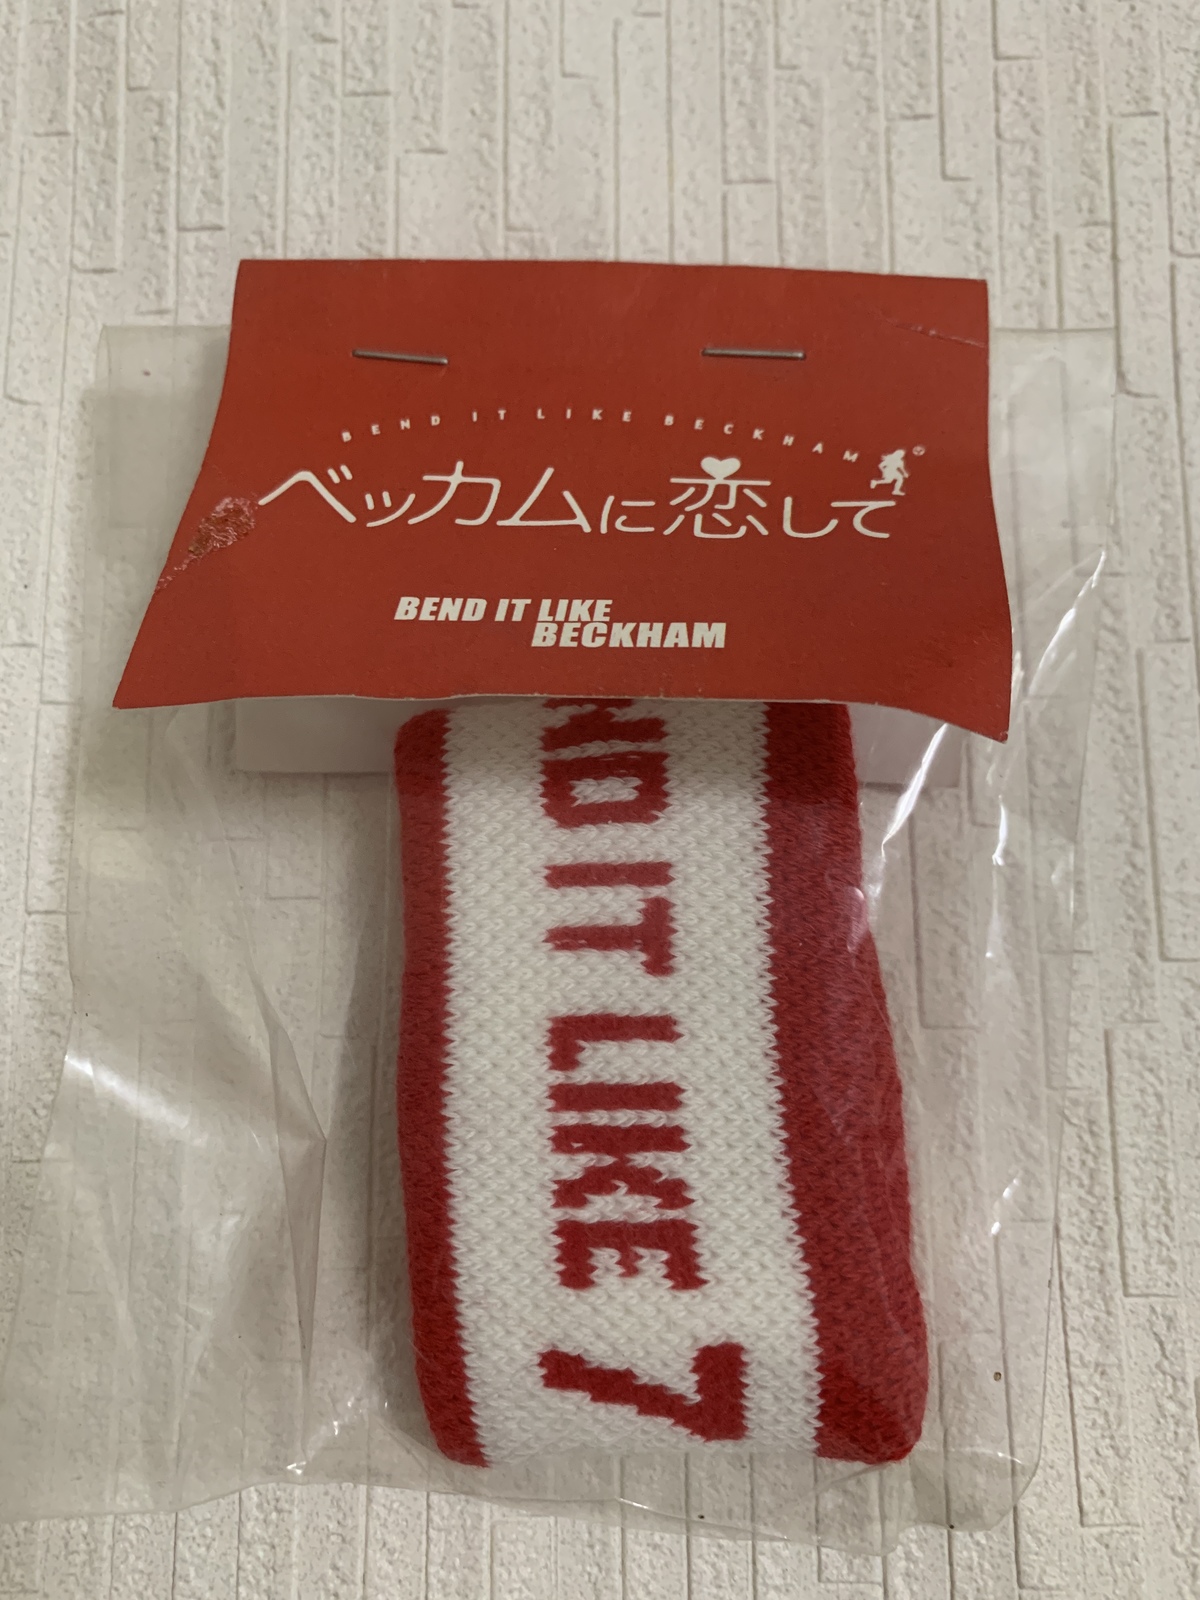 BEND IT LIKE BECKHAM
ベッカムに恋して
BEND IT LIKE
BECKHAM
ND IT LIKE 7